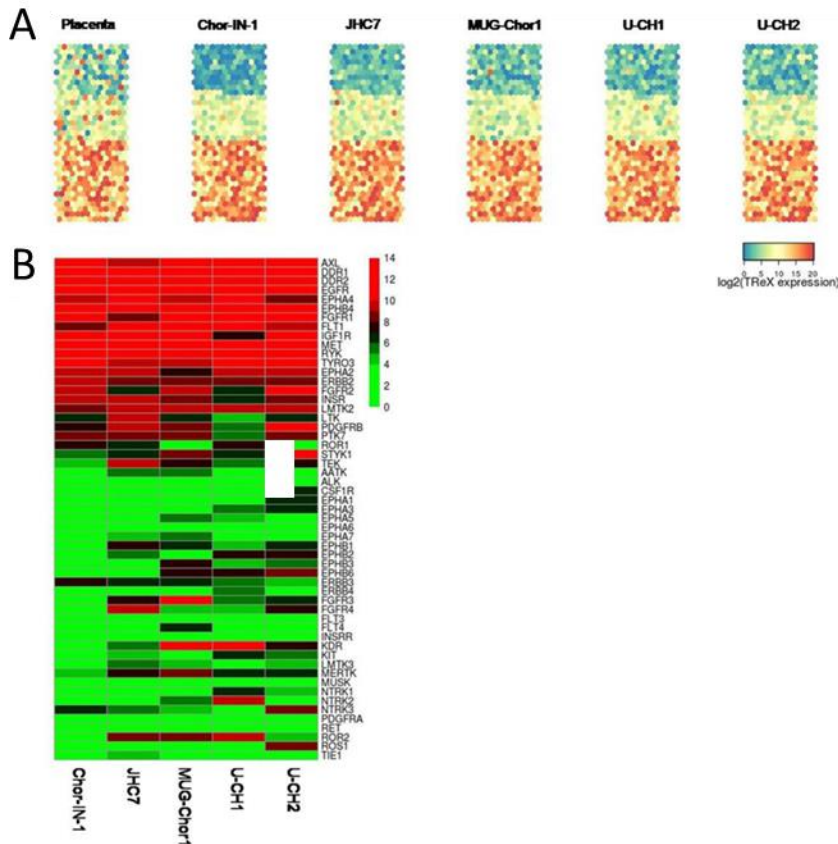 A
Placenta
Chor-IN-1
JHC7
MUG-Chor1
U-CH1
U-CH2
0 5 10 15 20
log2(TReX expression)
B
14
12
10
8
6
4
2
0
AXL
DDR1
DDR2
EGFR
EPHA4
EPHB4
FGFR1
FLT1
IGF1R
MET
RYK
TYRO3
EPHA2
ERBB2
FGFR2
INSR
LMTK2
LTK
PDGFRB
PTK7
ROR1
STYK1
TEK
AATK
ALK
CSF1R
EPHA1
EPHA3
EPHA5
EPHA6
EPHA7
EPHB1
EPHB2
EPHB3
EPHB6
ERBB3
ERBB4
FGFR3
FGFR4
FLT3
FLT4
INSRR
KDR
KIT
LMTK3
MERTK
MUSK
NTRK1
NTRK2
NTRK3
PDGFRA
RET
ROR2
ROS1
TIE1
Chor-IN-1
JHC7
MUG-Chor1
U-CH1
U-CH2